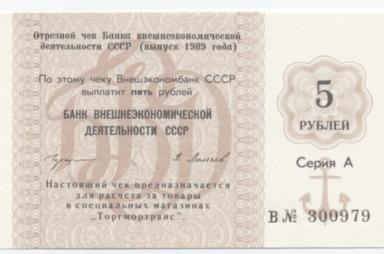 Отрезной чек Банка внешнеэкономической
деятельности СССР (выпуск 1989 года)
По этому чеку Внешэкономбанк СССР
выплатит пять рублей
БАНК ВНЕШНЕЭКОНОМИЧЕСКОЙ
ДЕЯТЕЛЬНОСТИ СССР
Настоящий чек предназначается
для расчета за товары
в специальных магазинах
„Торгмортранс".
5
РУБЛЕЙ
Серия А
В № 300979